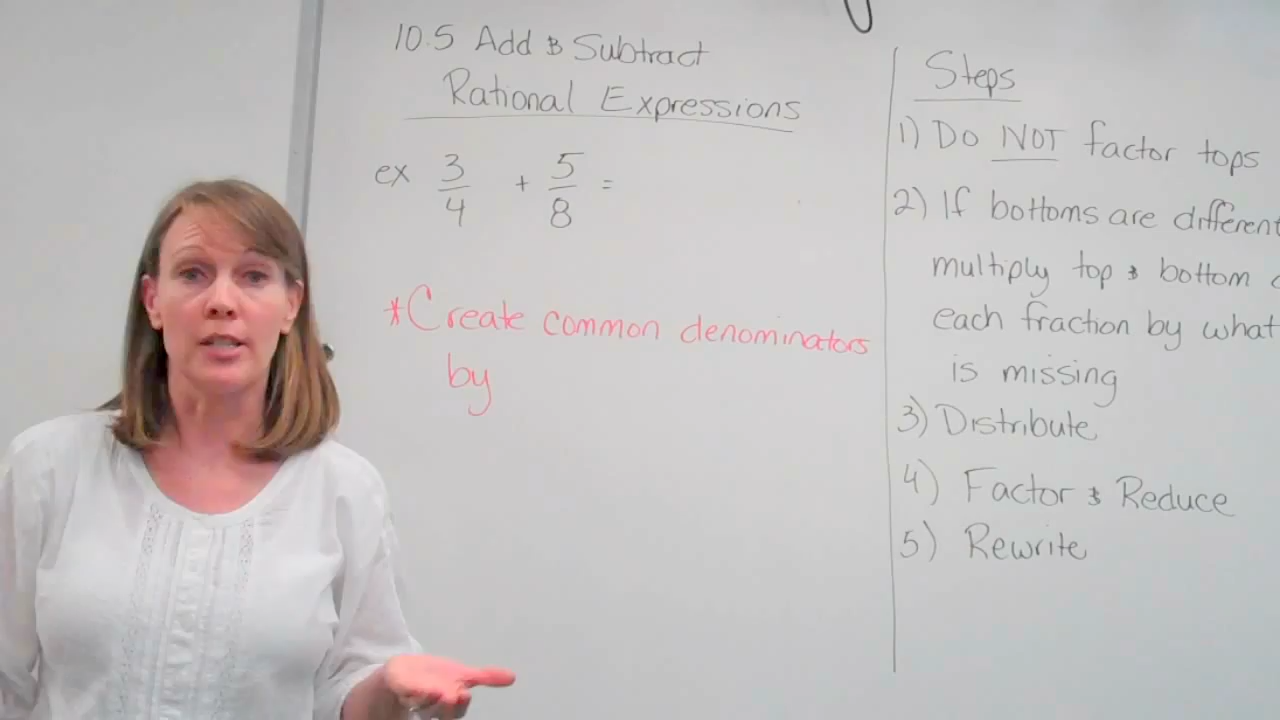 10.5 Add & Subtract
Rational Expressions
ex 3/4 + 5/8 =
*Create common denominators
by
Steps
1) Do NOT factor tops
2) If bottoms are different
multiply top & bottom
each fraction by what
is missing
3) Distribute
4) Factor & Reduce
5) Rewrite